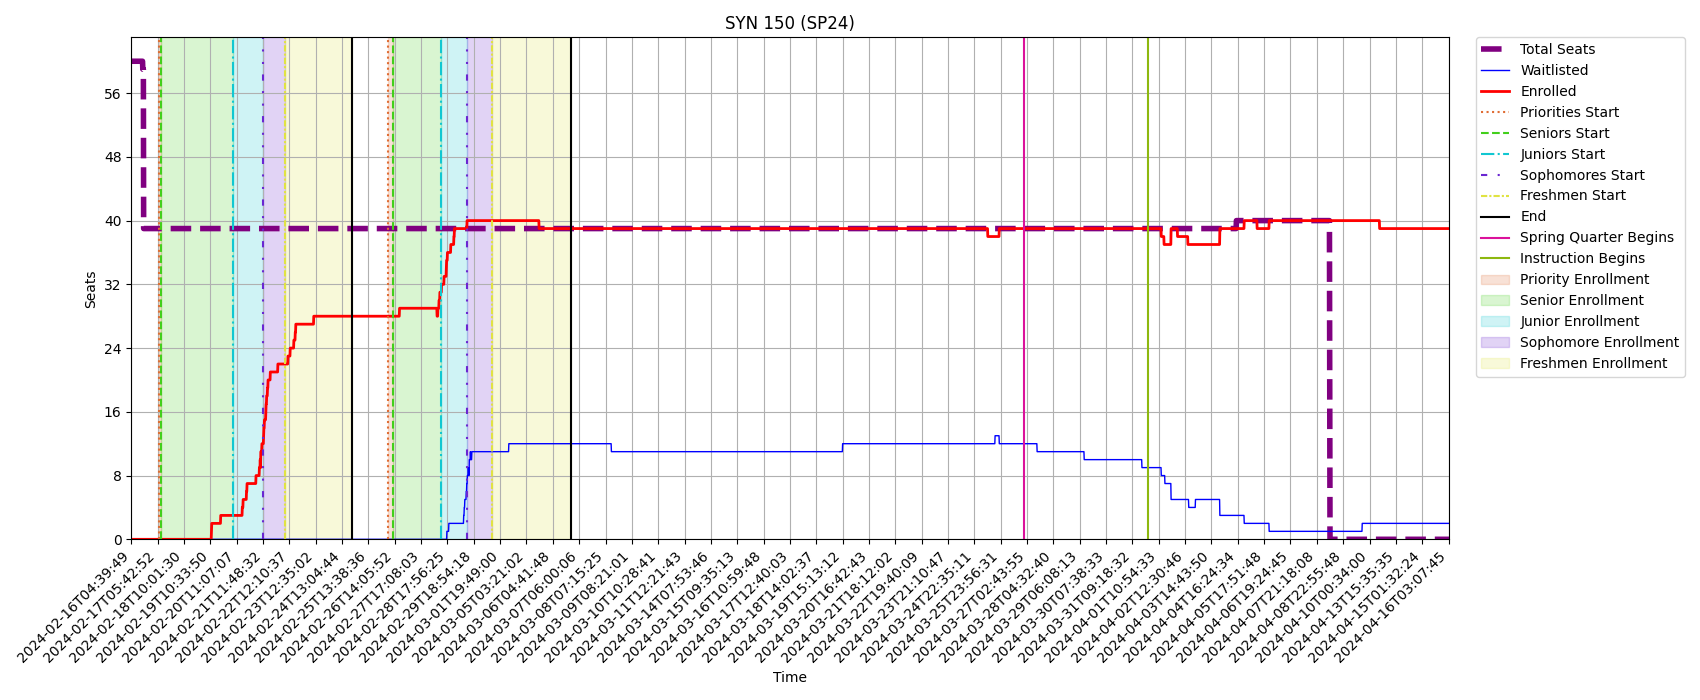 SYN 150 (SP24)
Total Seats
Waitlisted
Enrolled
Priorities Start
Seniors Start
Juniors Start
Sophomores Start
Freshmen Start
End
Spring Quarter Begins
Instruction Begins
Priority Enrollment
Senior Enrollment
Junior Enrollment
Sophomore Enrollment
Freshmen Enrollment
Seats
56
48
40
32
24
16
8
0
2024-02-16T04:39:49
2024-02-17T05:42:52
2024-02-18T10:01:30
2024-02-19T10:33:50
2024-02-20T11:07:07
2024-02-21T11:48:32
2024-02-22T12:10:37
2024-02-23T12:35:02
2024-02-24T13:04:44
2024-02-25T13:38:36
2024-02-26T14:05:52
2024-02-27T17:08:03
2024-02-28T17:56:25
2024-02-29T18:54:18
2024-03-01T19:49:00
2024-03-05T03:21:02
2024-03-06T04:41:48
2024-03-07T06:00:06
2024-03-08T07:15:25
2024-03-09T08:21:01
2024-03-10T10:28:41
2024-03-11T12:21:43
2024-03-14T07:53:46
2024-03-15T09:35:13
2024-03-16T10:59:48
2024-03-17T12:40:03
2024-03-18T14:02:37
2024-03-19T15:13:12
2024-03-20T16:42:43
2024-03-21T18:12:02
2024-03-22T19:40:09
2024-03-23T21:10:47
2024-03-24T22:35:11
2024-03-25T23:56:31
2024-03-27T02:43:55
2024-03-28T04:32:40
2024-03-29T06:08:13
2024-03-30T07:38:33
2024-03-31T09:18:32
2024-04-01T10:54:33
2024-04-02T12:30:46
2024-04-03T14:43:50
2024-04-04T16:24:34
2024-04-05T17:51:48
2024-04-06T19:24:45
2024-04-07T21:18:08
2024-04-08T22:55:48
2024-04-10T00:34:00
2024-04-13T15:35:35
2024-04-15T01:32:24
2024-04-16T03:07:45
Time